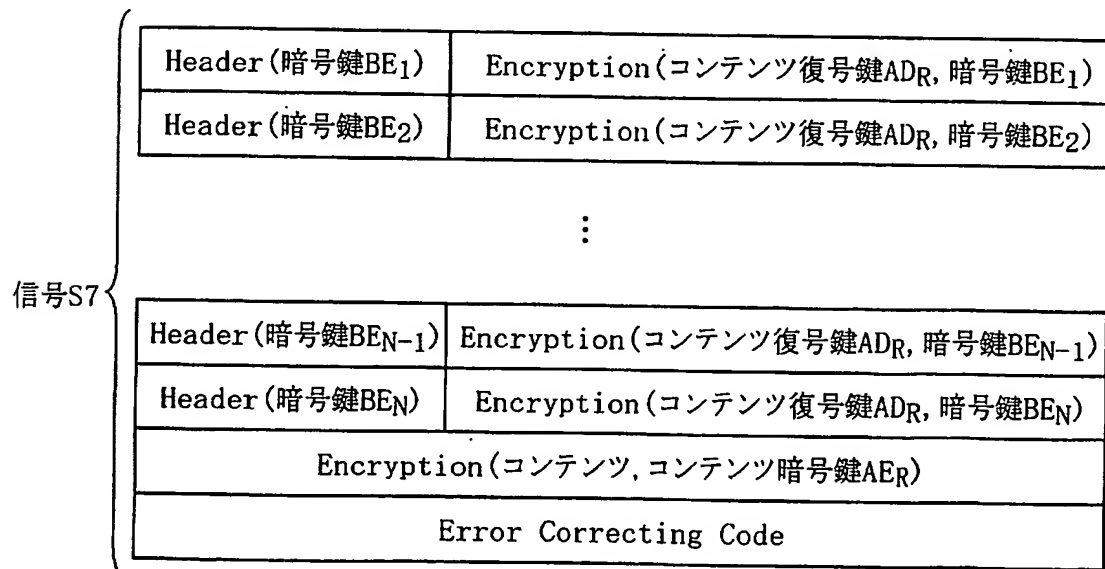 Header(暗号鍵BE1) Encryption(コンテンツ復号鍵ADR, 暗号鍵BE1)
Header(暗号鍵BE2) Encryption(コンテンツ復号鍵ADR, 暗号鍵BE2)
⋮
信号S7
Header(暗号鍵BEN-1) Encryption(コンテンツ復号鍵ADR, 暗号鍵BEN-1)
Header(暗号鍵BEN) Encryption(コンテンツ復号鍵ADR, 暗号鍵BEN)
Encryption(コンテンツ, コンテンツ暗号鍵AER)
Error Correcting Code